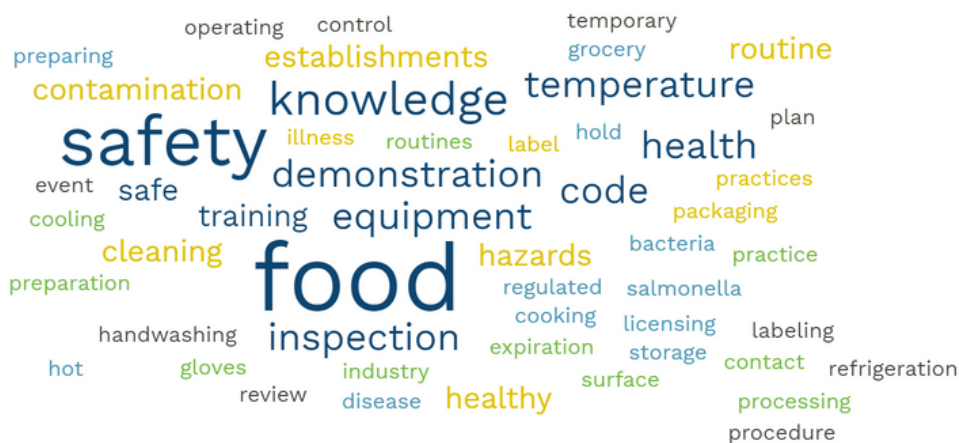 operating
control
temporary
preparing
establishments
grocery
routine
contamination
knowledge
temperature
safety
illness
routines
label
hold
health
plan
event
safe
demonstration
code
practices
cooling
training
equipment
packaging
cleaning
food
hazards
bacteria
practice
preparation
regulated
salmonella
handwashing
inspection
cooking
licensing
labeling
hot
gloves
industry
expiration
storage
contact
refrigeration
review
disease
healthy
surface
processing
procedure